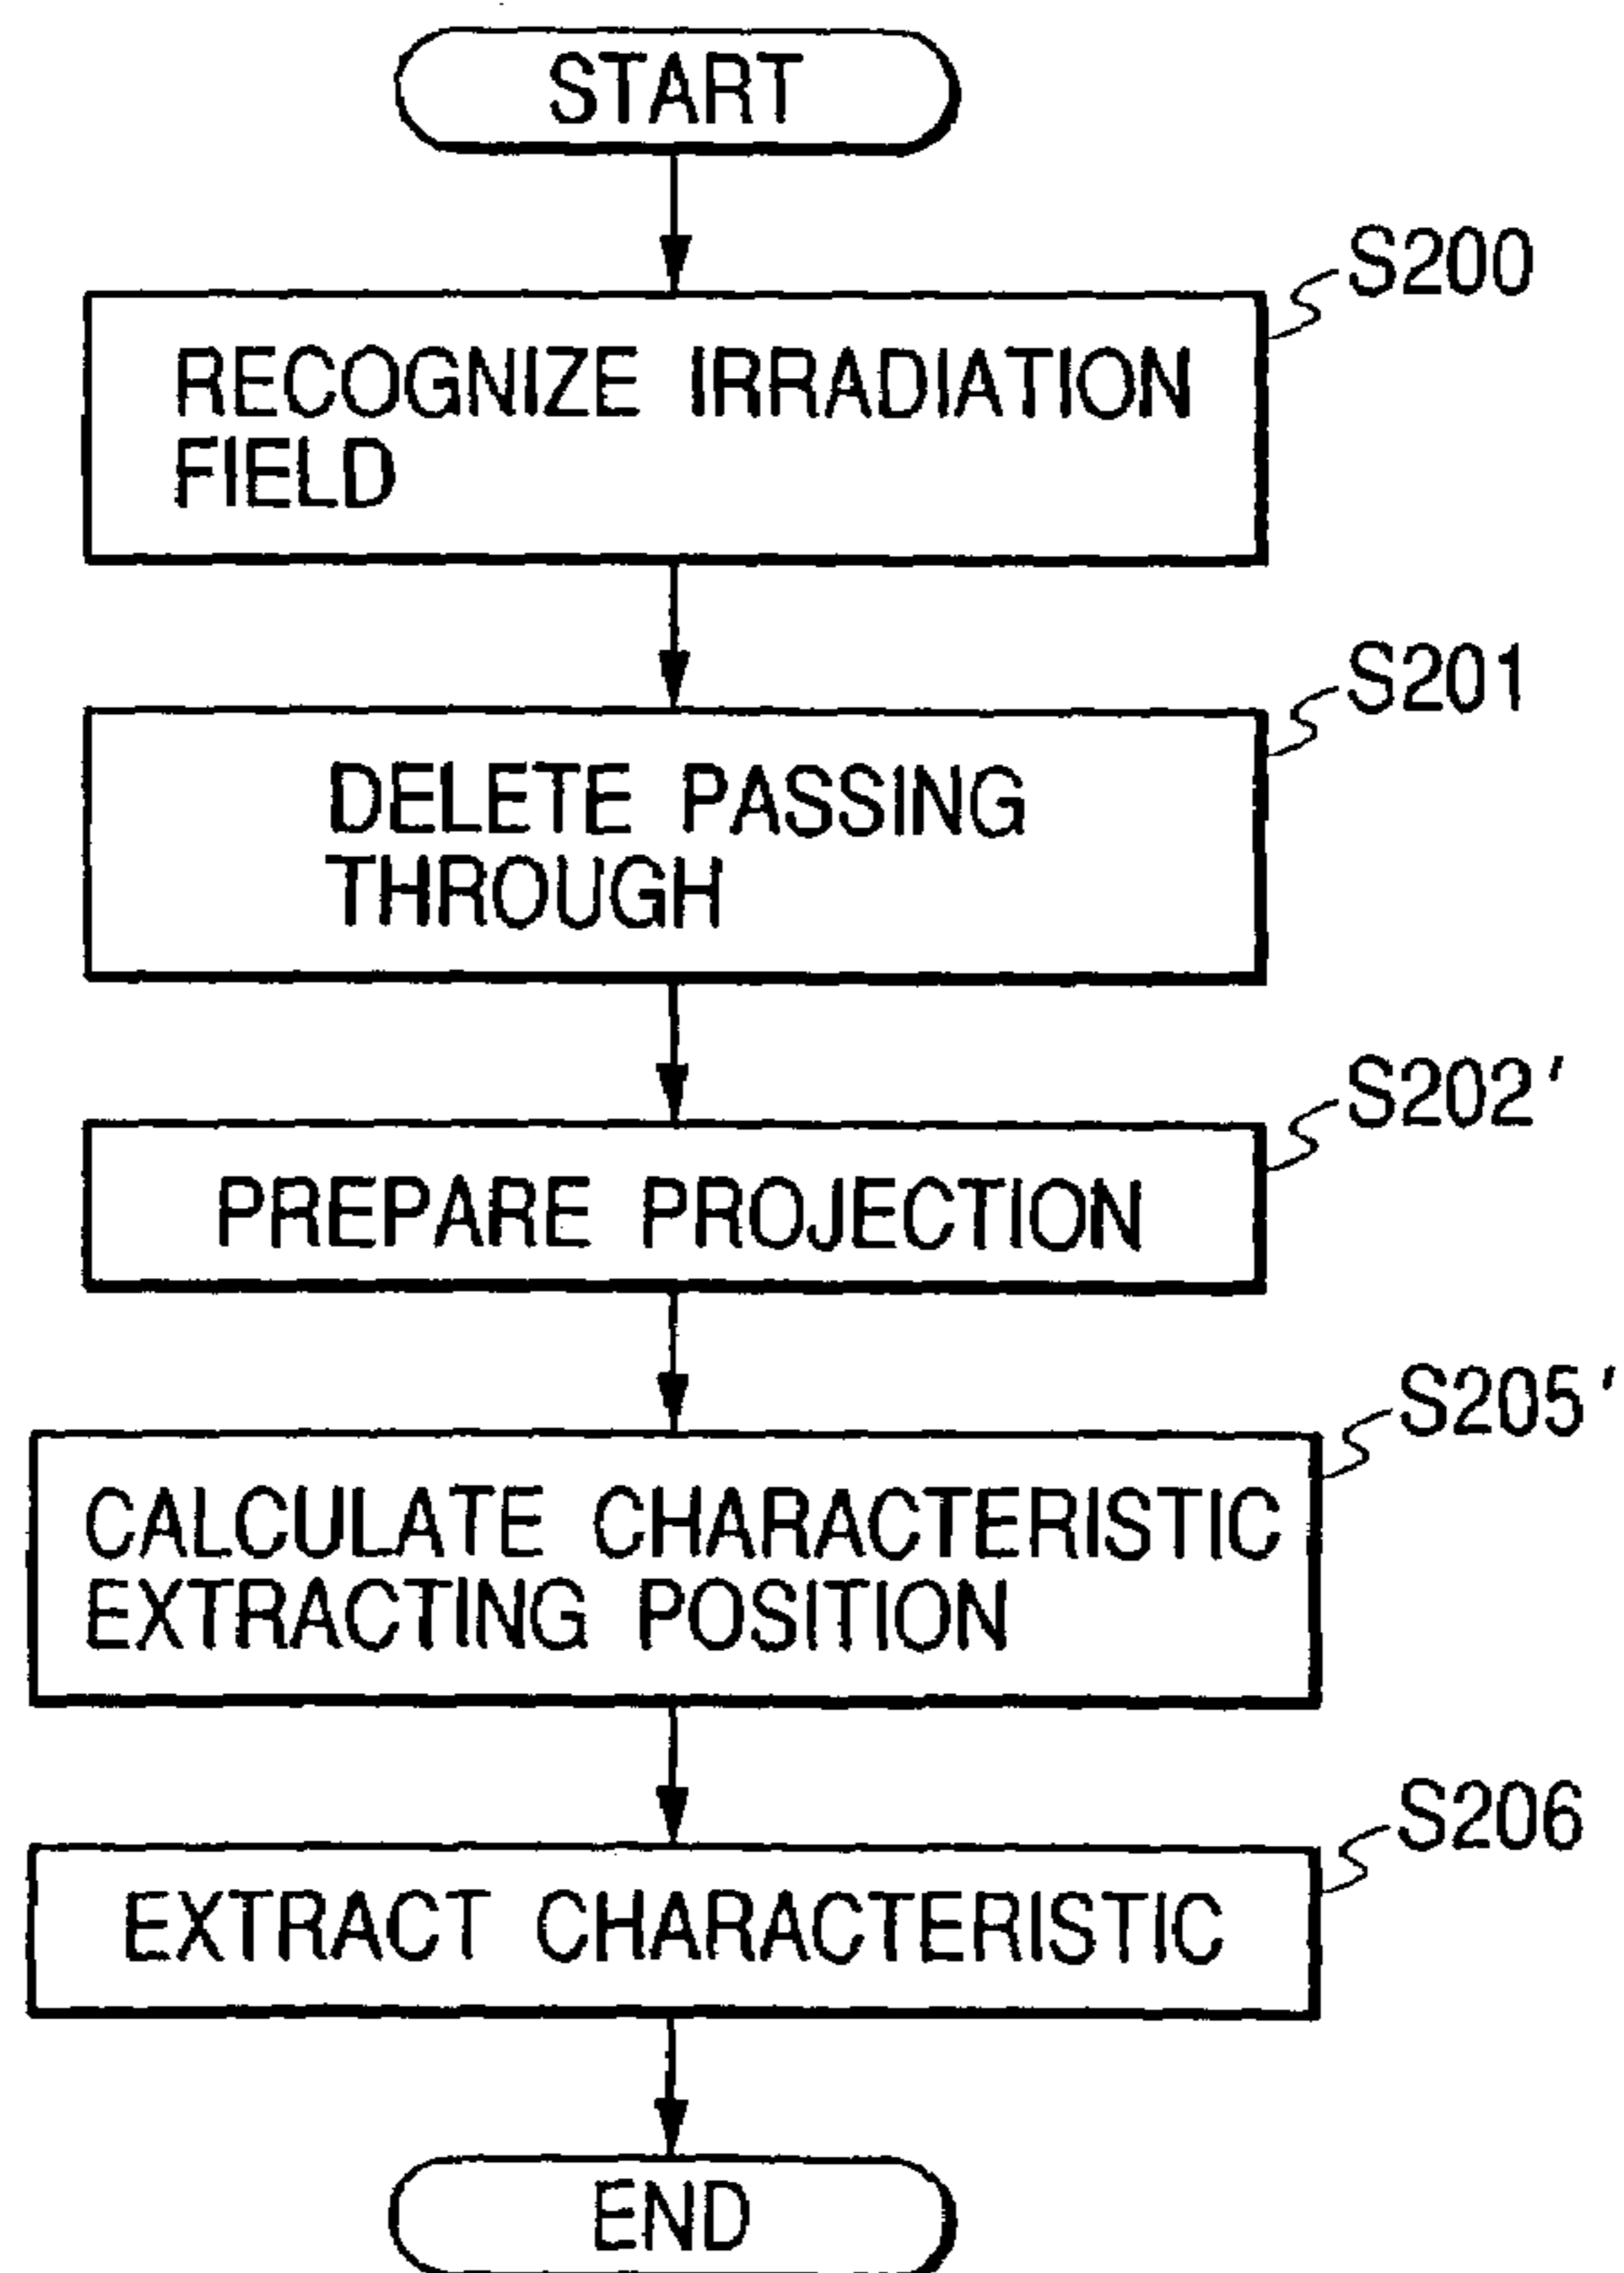 START
S200
RECOGNIZE IRRADIATION
FIELD
S201
DELETE PASSING
THROUGH
S202'
PREPARE PROJECTION
S205'
CALCULATE CHARACTERISTIC
EXTRACTING POSITION
S206
EXTRACT CHARACTERISTIC
END